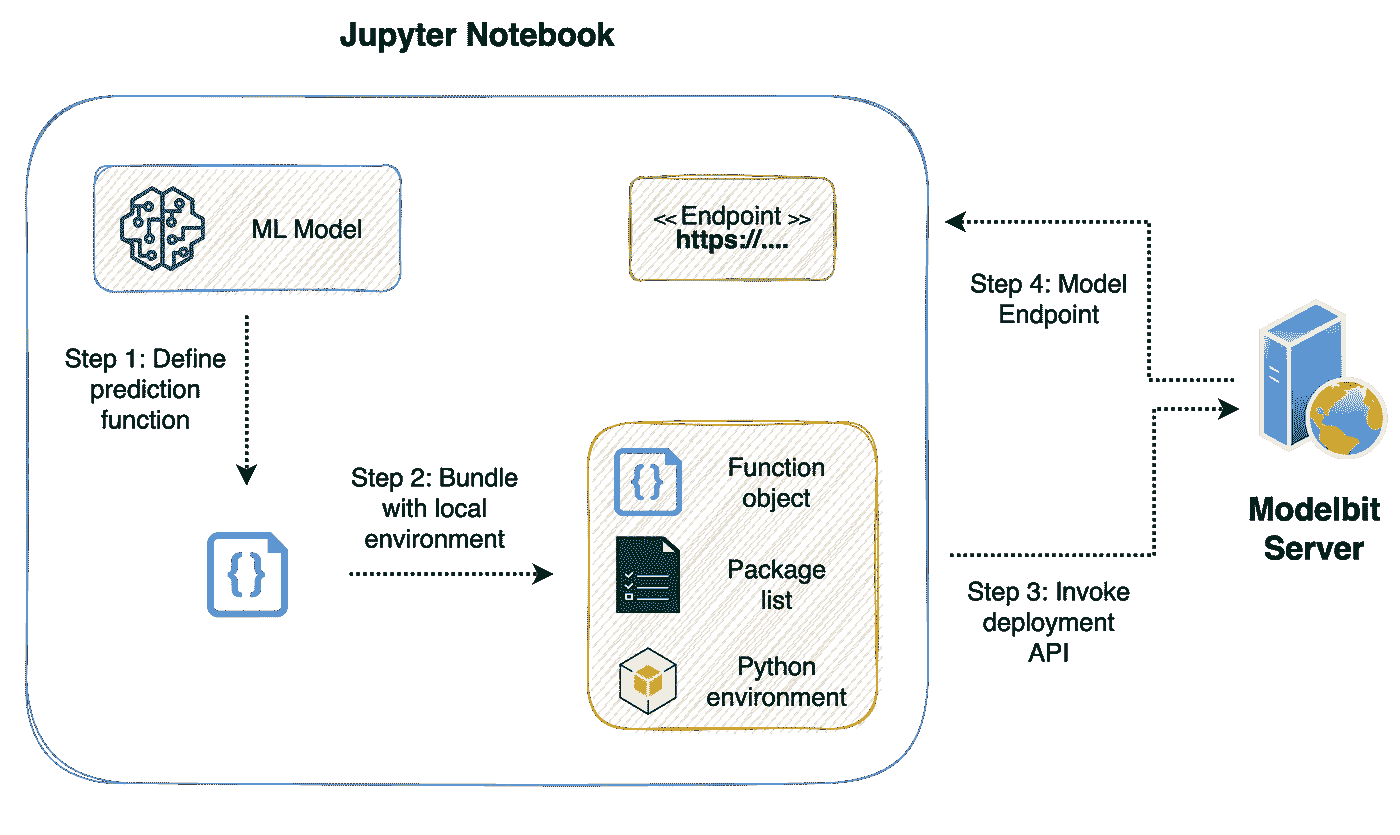 Jupyter Notebook
ML Model
<< Endpoint >>
https://....
Step 4: Model
Endpoint
Step 1: Define
prediction
function
Step 2: Bundle
with local
environment
{ }
{ }
Function
object
Package
list
Python
environment
Modelbit
Server
Step 3: Invoke
deployment
API